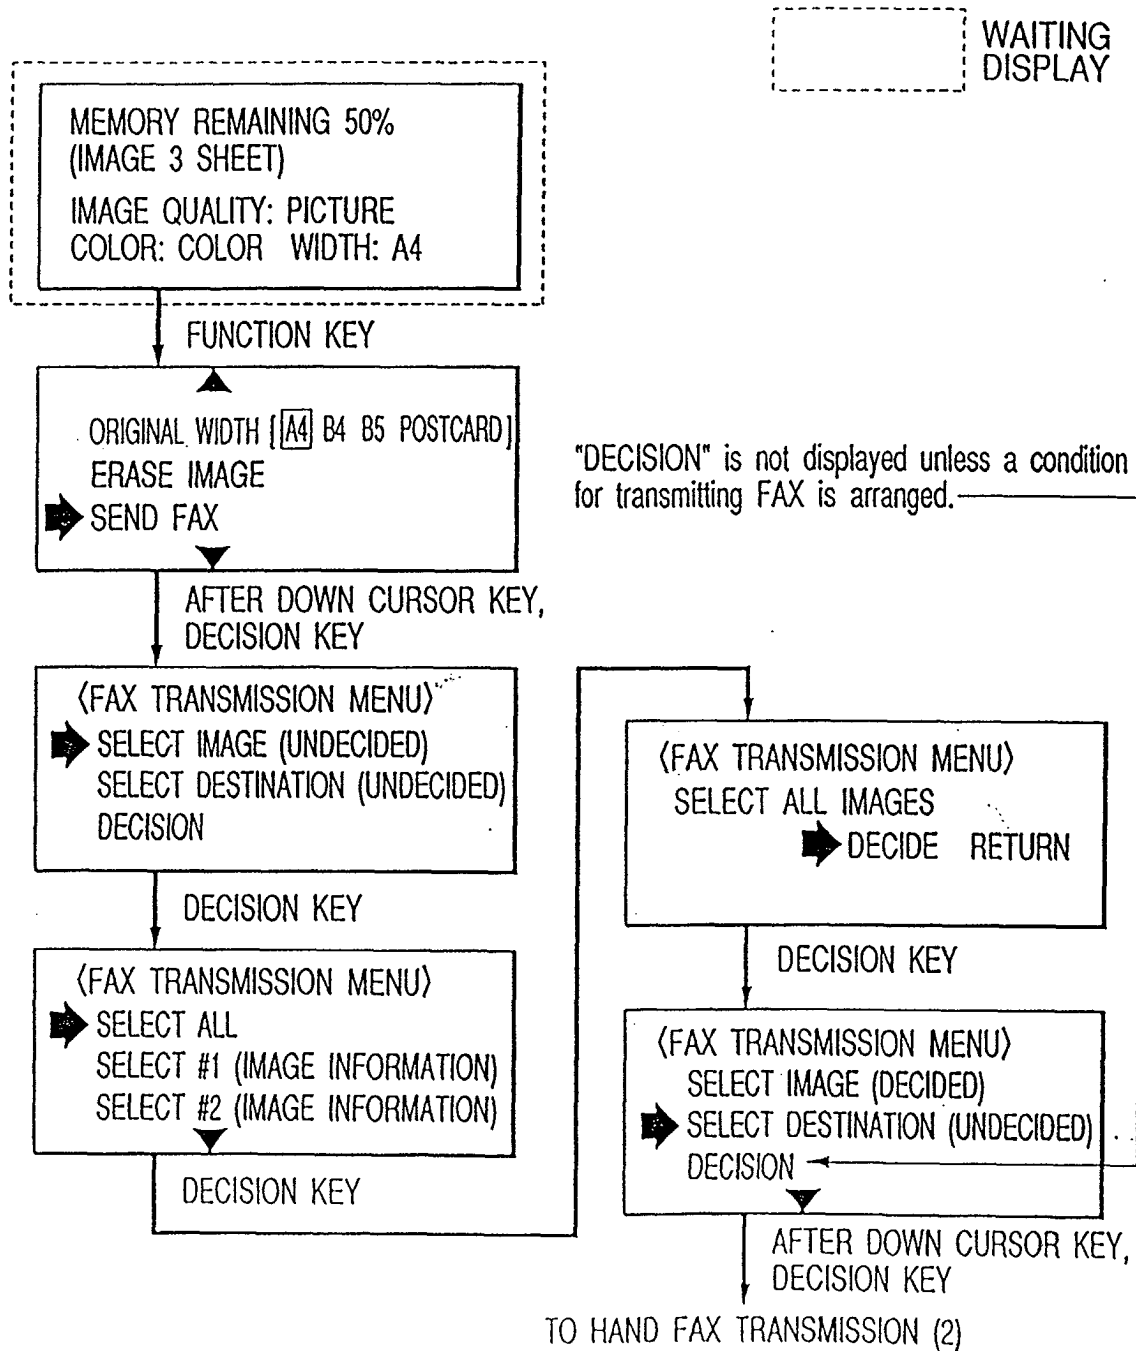 WAITING
DISPLAY
MEMORY REMAINING 50%
(IMAGE 3 SHEET)
IMAGE QUALITY: PICTURE
COLOR: COLOR WIDTH: A4
FUNCTION KEY
ORIGINAL WIDTH [A4 B4 B5 POSTCARD]
ERASE IMAGE
SEND FAX
"DECISION" is not displayed unless a condition
for transmitting FAX is arranged.
AFTER DOWN CURSOR KEY,
DECISION KEY
〈FAX TRANSMISSION MENU〉
SELECT IMAGE (UNDECIDED)
SELECT DESTINATION (UNDECIDED)
DECISION
DECISION KEY
〈FAX TRANSMISSION MENU〉
SELECT ALL
SELECT #1 (IMAGE INFORMATION)
SELECT #2 (IMAGE INFORMATION)
DECISION KEY
〈FAX TRANSMISSION MENU〉
SELECT ALL IMAGES
DECIDE RETURN
DECISION KEY
〈FAX TRANSMISSION MENU〉
SELECT IMAGE (DECIDED)
SELECT DESTINATION (UNDECIDED)
DECISION
AFTER DOWN CURSOR KEY,
DECISION KEY
TO HAND FAX TRANSMISSION (2)